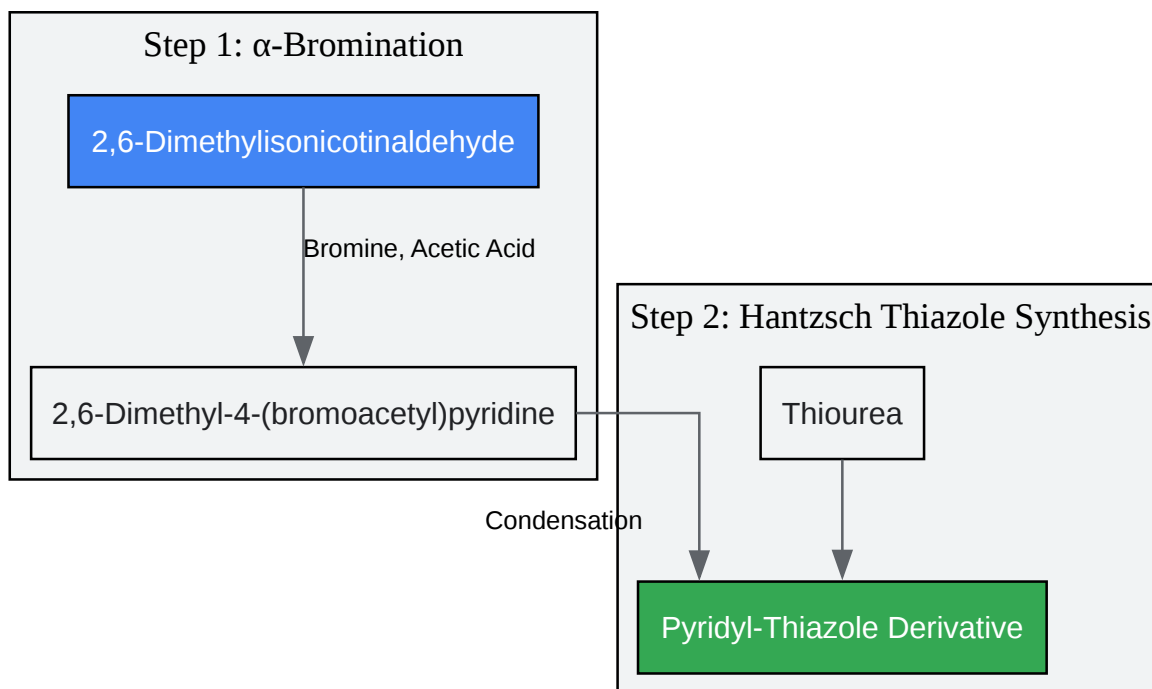 Step 1: α-Bromination
2,6-Dimethylisonicotinaldehyde
Bromine, Acetic Acid
2,6-Dimethyl-4-(bromoacetyl)pyridine
Step 2: Hantzsch Thiazole Synthesis
Thiourea
Condensation
Pyridyl-Thiazole Derivative